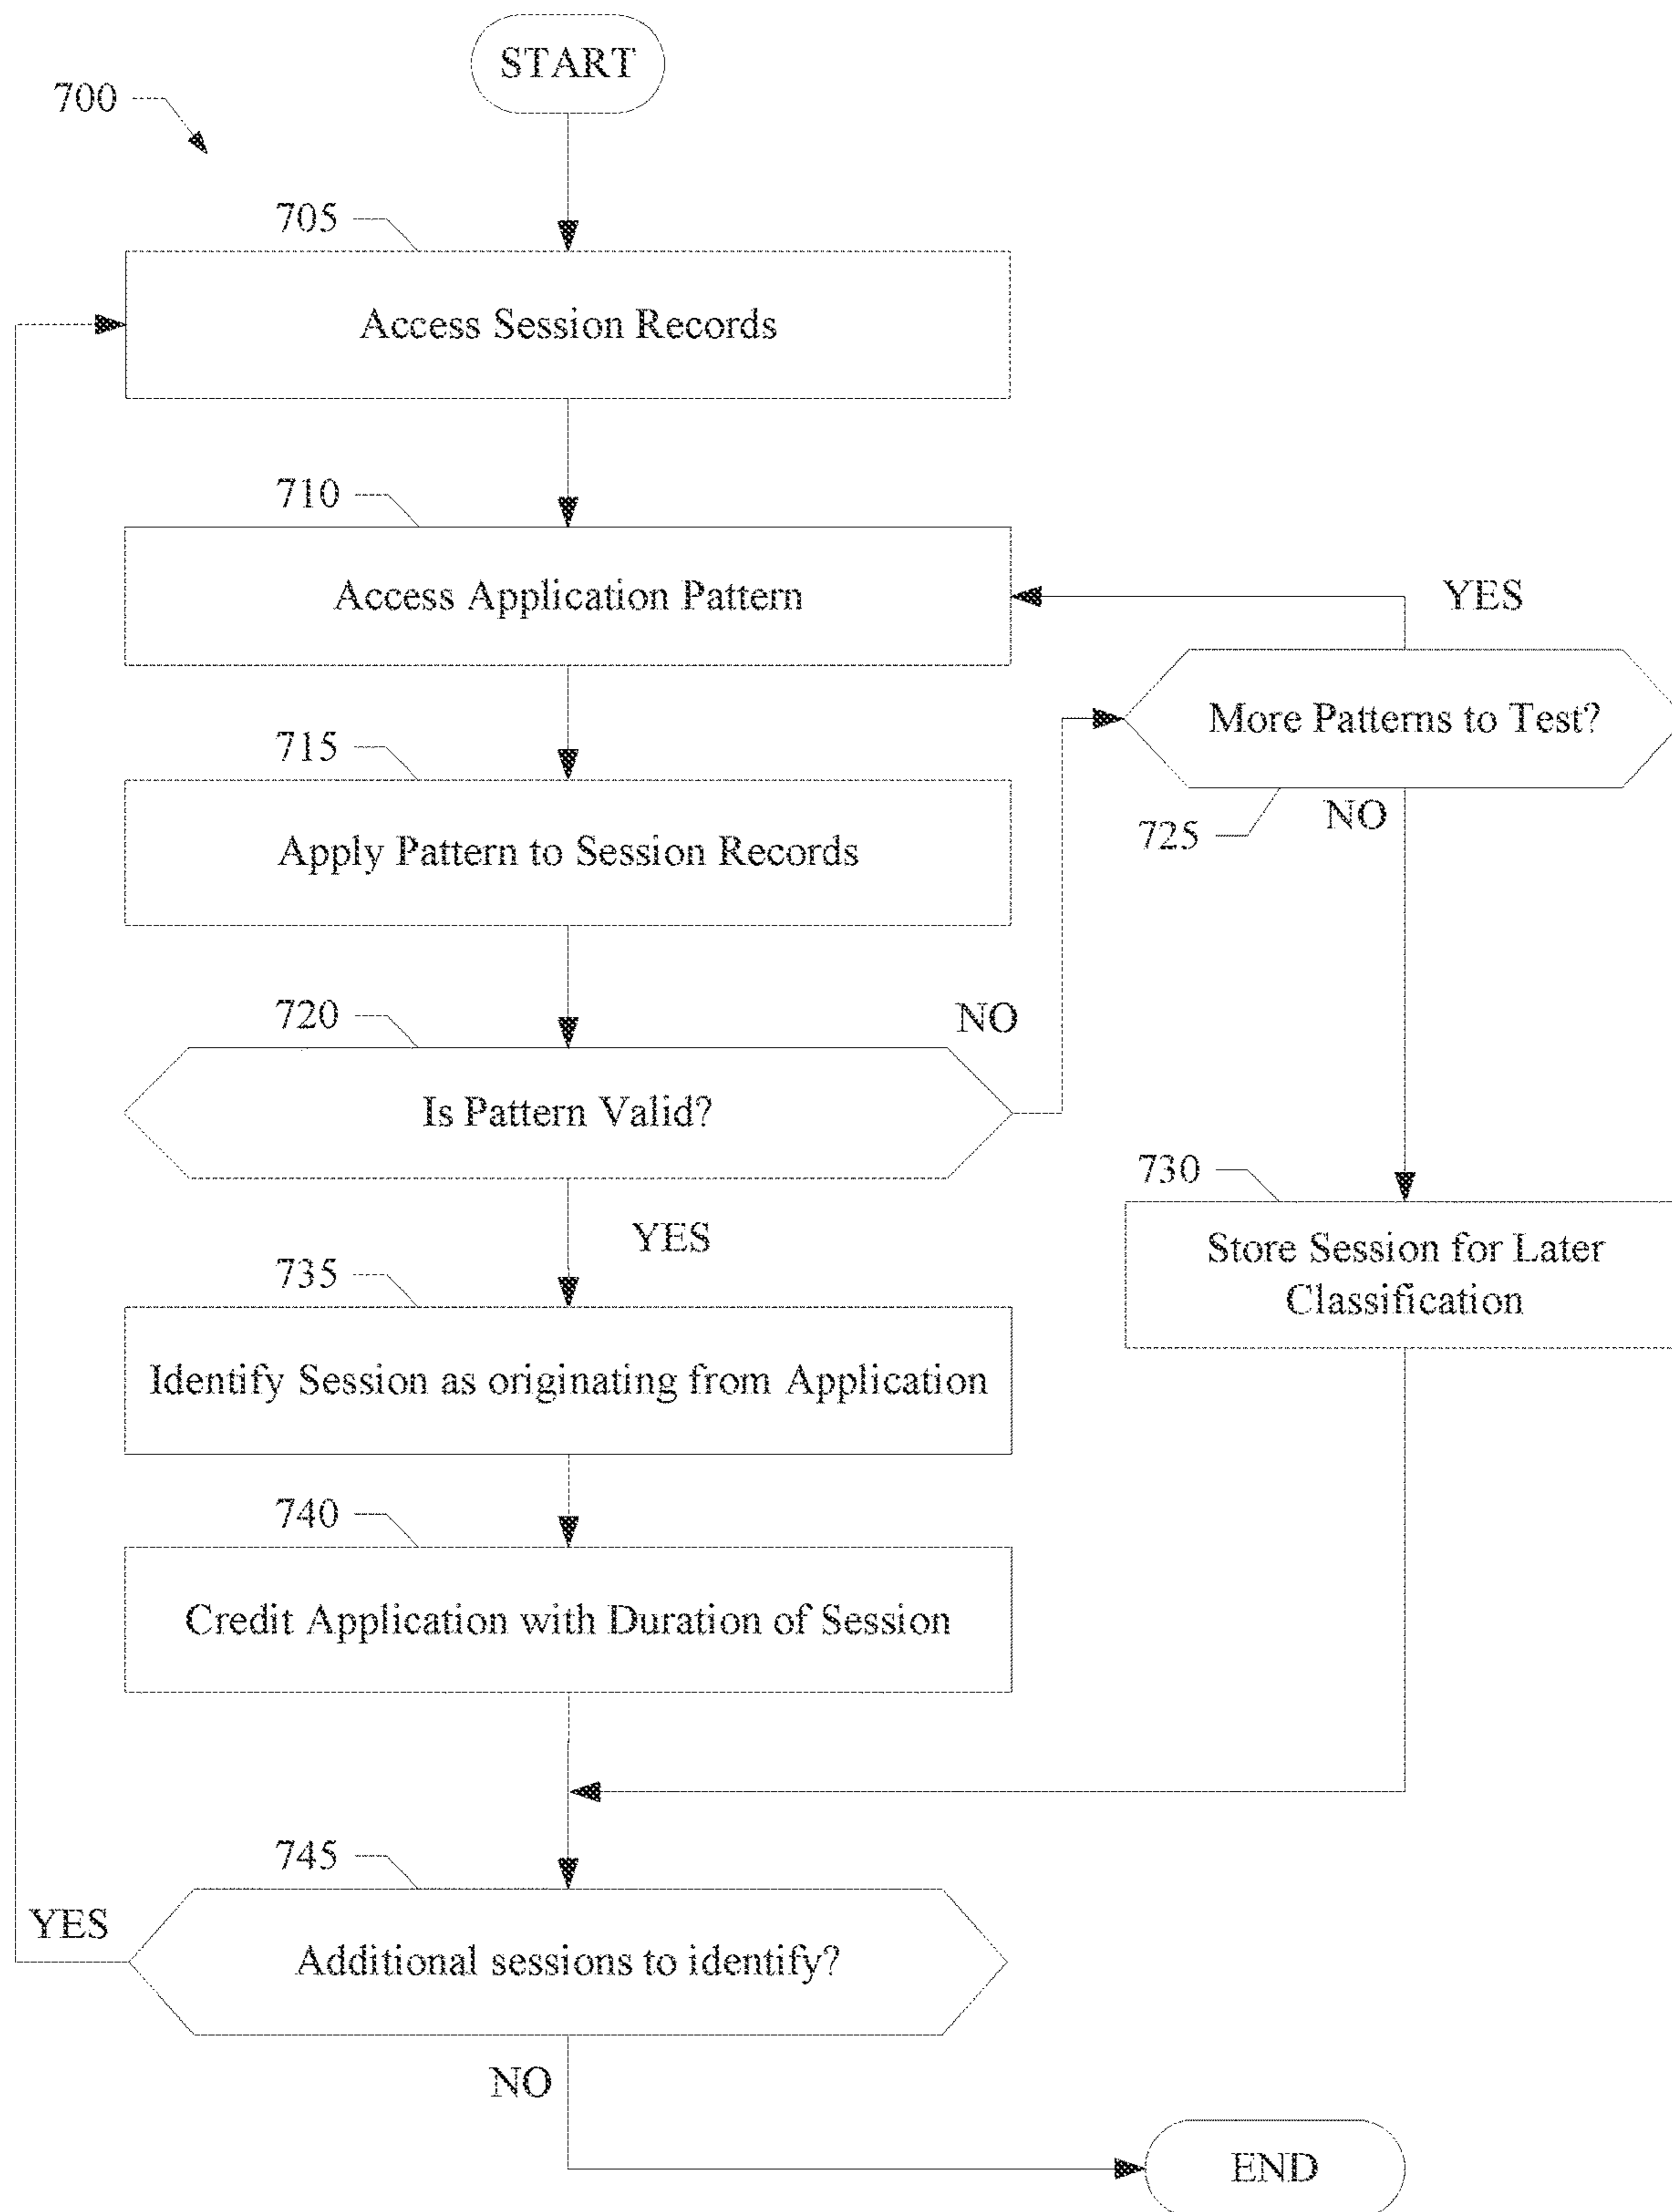 START
700
705
Access Session Records
710
Access Application Pattern
YES
More Patterns to Test?
715
725
NO
Apply Pattern to Session Records
720
NO
Is Pattern Valid?
YES
730
Store Session for Later
Classification
735
Identify Session as originating from Application
740
Credit Application with Duration of Session
745
YES
Additional sessions to identify?
NO
END